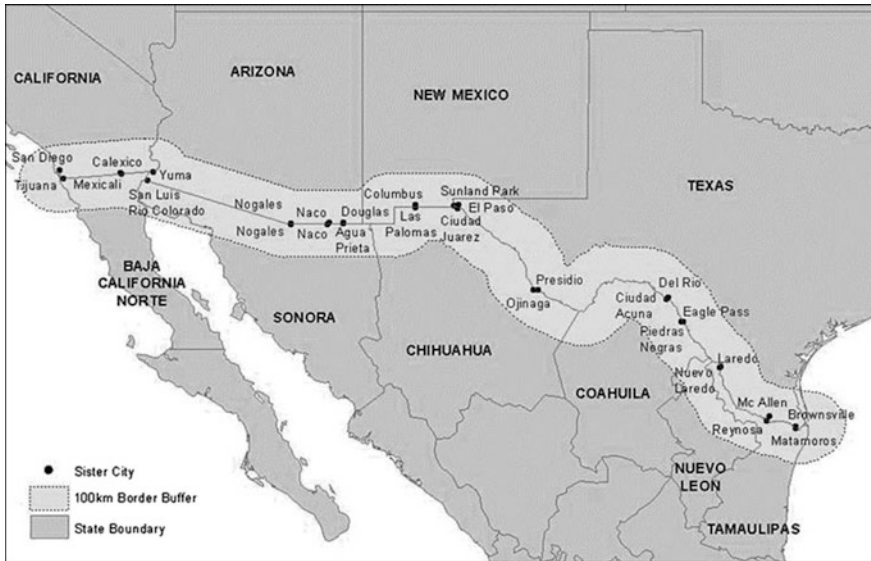 CALIFORNIA
ARIZONA
NEW MEXICO
TEXAS
San Diego
Tijuana
Calexico
Mexicali
Yuma
San Luis
Rio Colorado
Nogales
Nogales
Naco
Naco
Douglas
Agua
Prieta
Columbus
Las
Palomas
Sunland Park
El Paso
Ciudad
Juarez
Presidio
Ojinaga
Del Rio
Ciudad
Acuna
Eagle Pass
Piedras
Negras
Laredo
Nuevo
Laredo
Mc Allen
Reynosa
Brownsville
Matamoros
BAJA
CALIFORNIA
NORTE
SONORA
CHIHUAHUA
COAHUILA
NUEVO
LEON
TAMAULIPAS
Sister City
100km Border Buffer
State Boundary